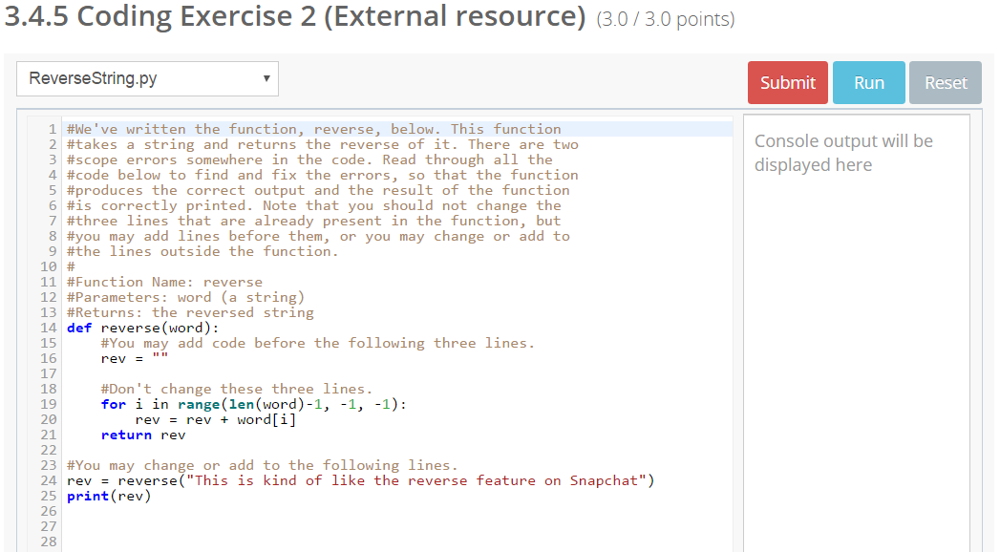 3.4.5 Coding Exercise 2 (External resource) (3.0 / 3.0 points)
ReverseString.py
Submit
Run
Reset
1 #We've written the function, reverse, below. This function
2 #takes a string and returns the reverse of it. There are two
3 #scope errors somewhere in the code. Read through all the
4 #code below to find and fix the errors, so that the function
5 #produces the correct output and the result of the function
6 #is correctly printed. Note that you should not change the
7 #three lines that are already present in the function, but
8 #you may add lines before them, or you may change or add to
9 #the lines outside the function.
10 #
11 #Function Name: reverse
12 #Parameters: word (a string)
13 #Returns: the reversed string
14 def reverse(word):
15     #You may add code before the following three lines.
16     rev = ""
17
18     #Don't change these three lines.
19     for i in range(len(word)-1, -1, -1):
20         rev = rev + word[i]
21     return rev
22
23 #You may change or add to the following lines.
24 rev = reverse("This is kind of like the reverse feature on Snapchat")
25 print(rev)
26
27
28
Console output will be
displayed here